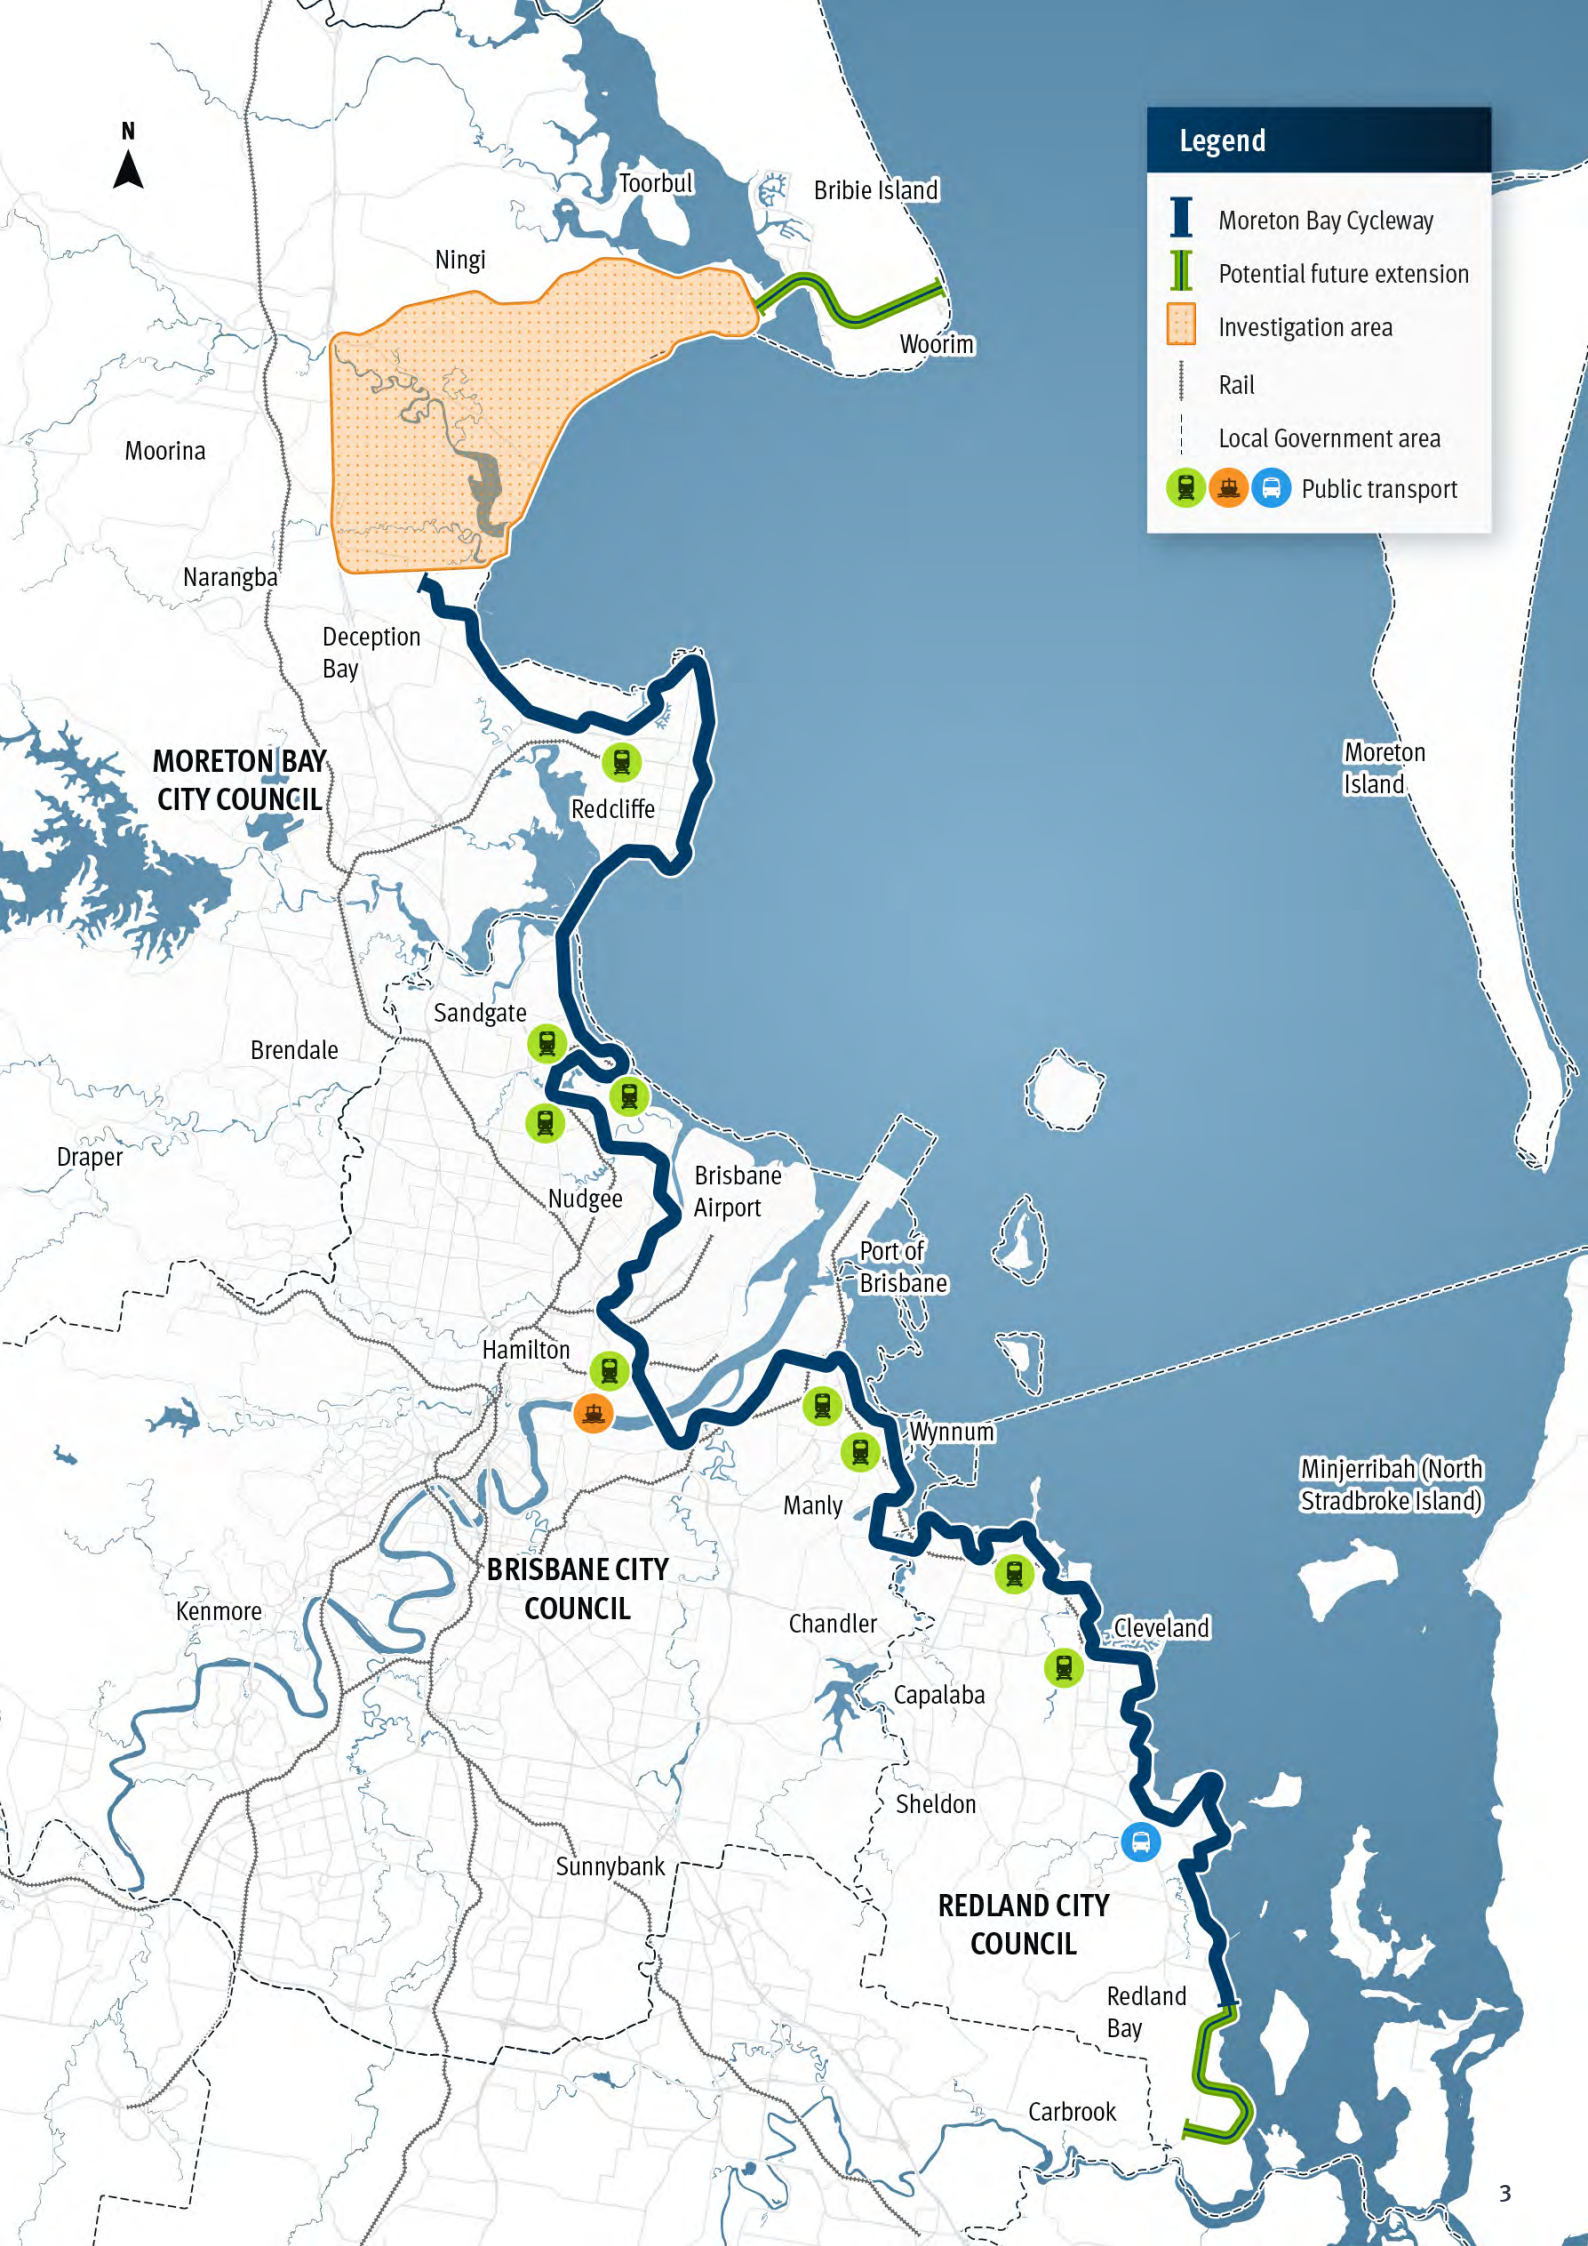 N
Toorbul
Bribie Island
Ningi
Woorim
Legend
Moreton Bay Cycleway
Potential future extension
Investigation area
Rail
Local Government area
Public transport
Moorina
Narangba
Deception
Bay
MORETON BAY
CITY COUNCIL
Redcliffe
Moreton
Island
Sandgate
Brendale
Draper
Nudgee
Brisbane
Airport
Port of
Brisbane
Hamilton
Wynnum
Manly
Minjerribah (North
Stradbroke Island)
BRISBANE CITY
COUNCIL
Kenmore
Chandler
Cleveland
Capalaba
Sheldon
Sunnybank
REDLAND CITY
COUNCIL
Redland
Bay
Carbrook
3